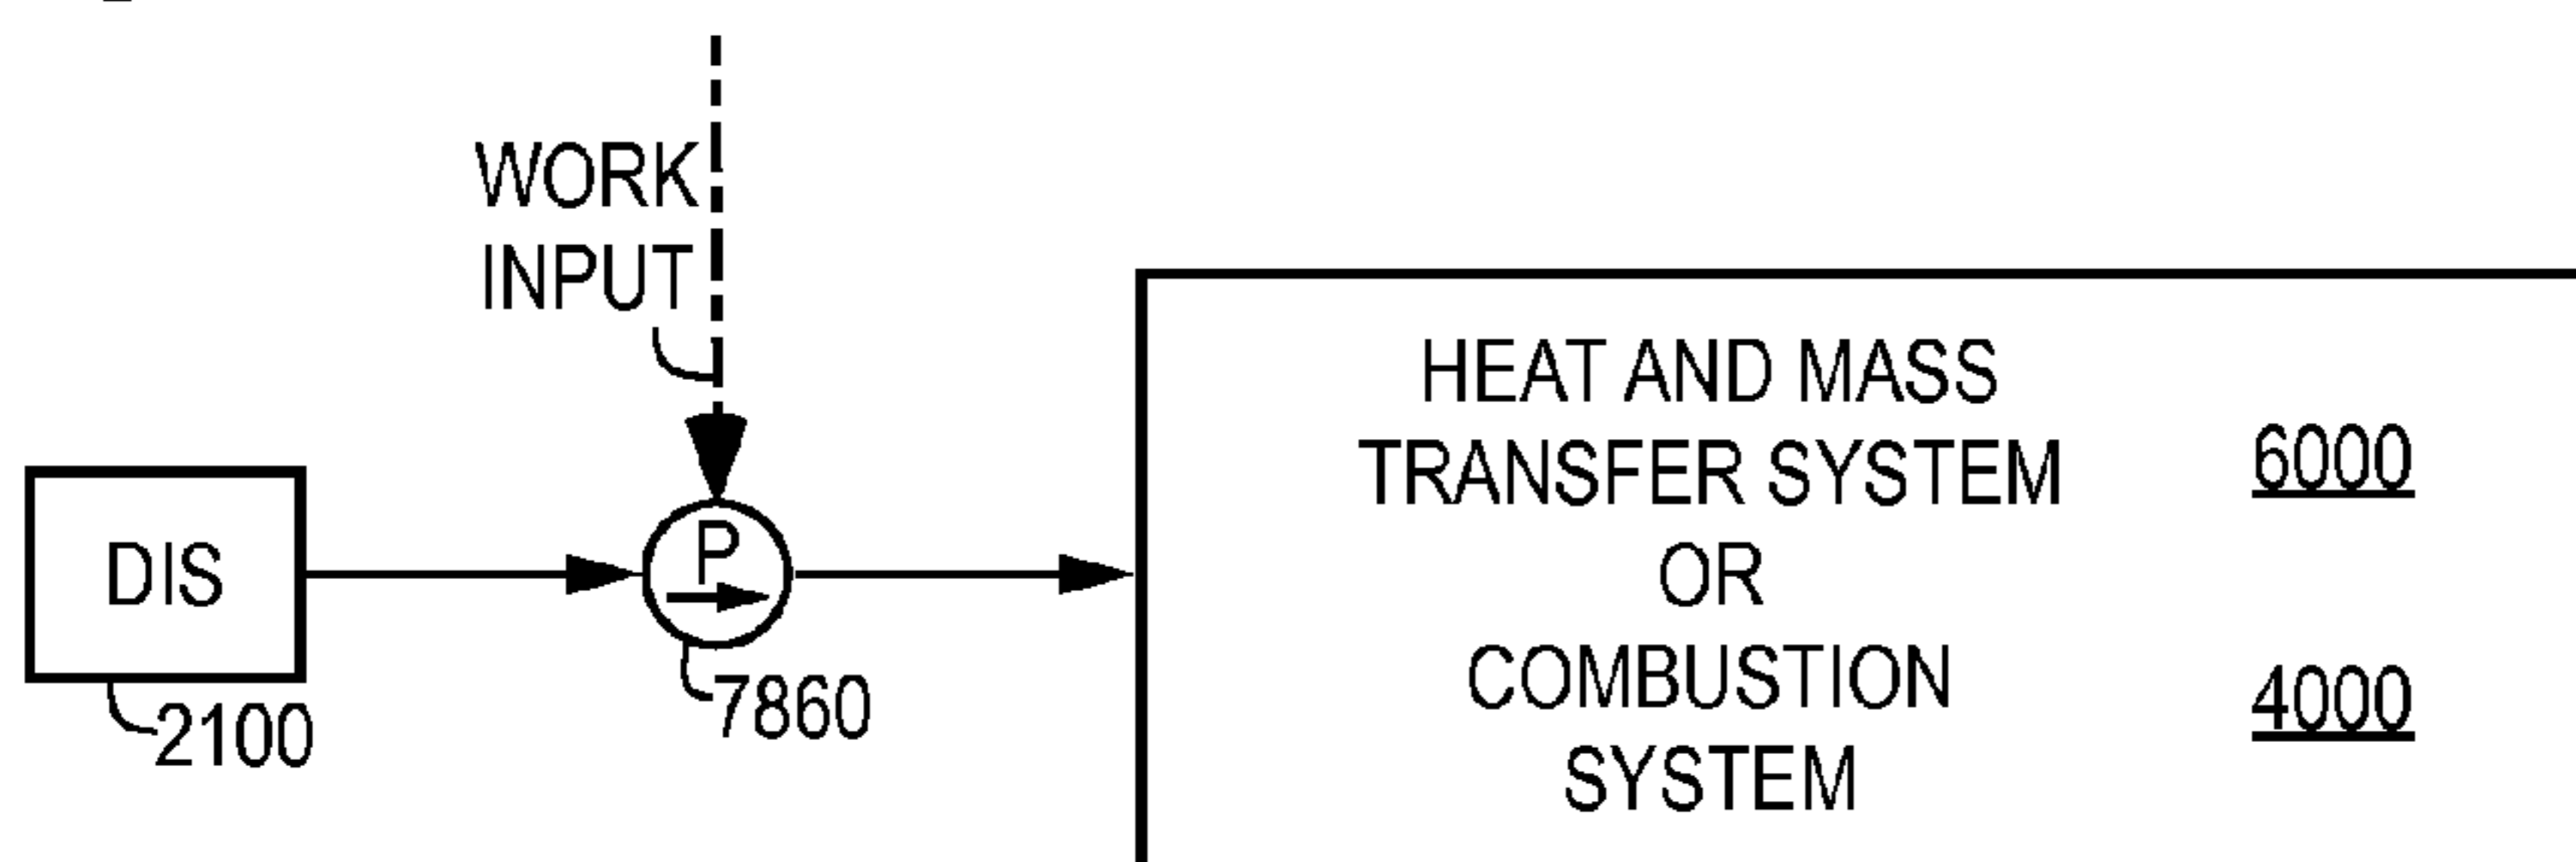 WORK
INPUT
HEAT AND MASS
TRANSFER SYSTEM
6000
OR
COMBUSTION
SYSTEM
4000
DIS
2100
P
7860